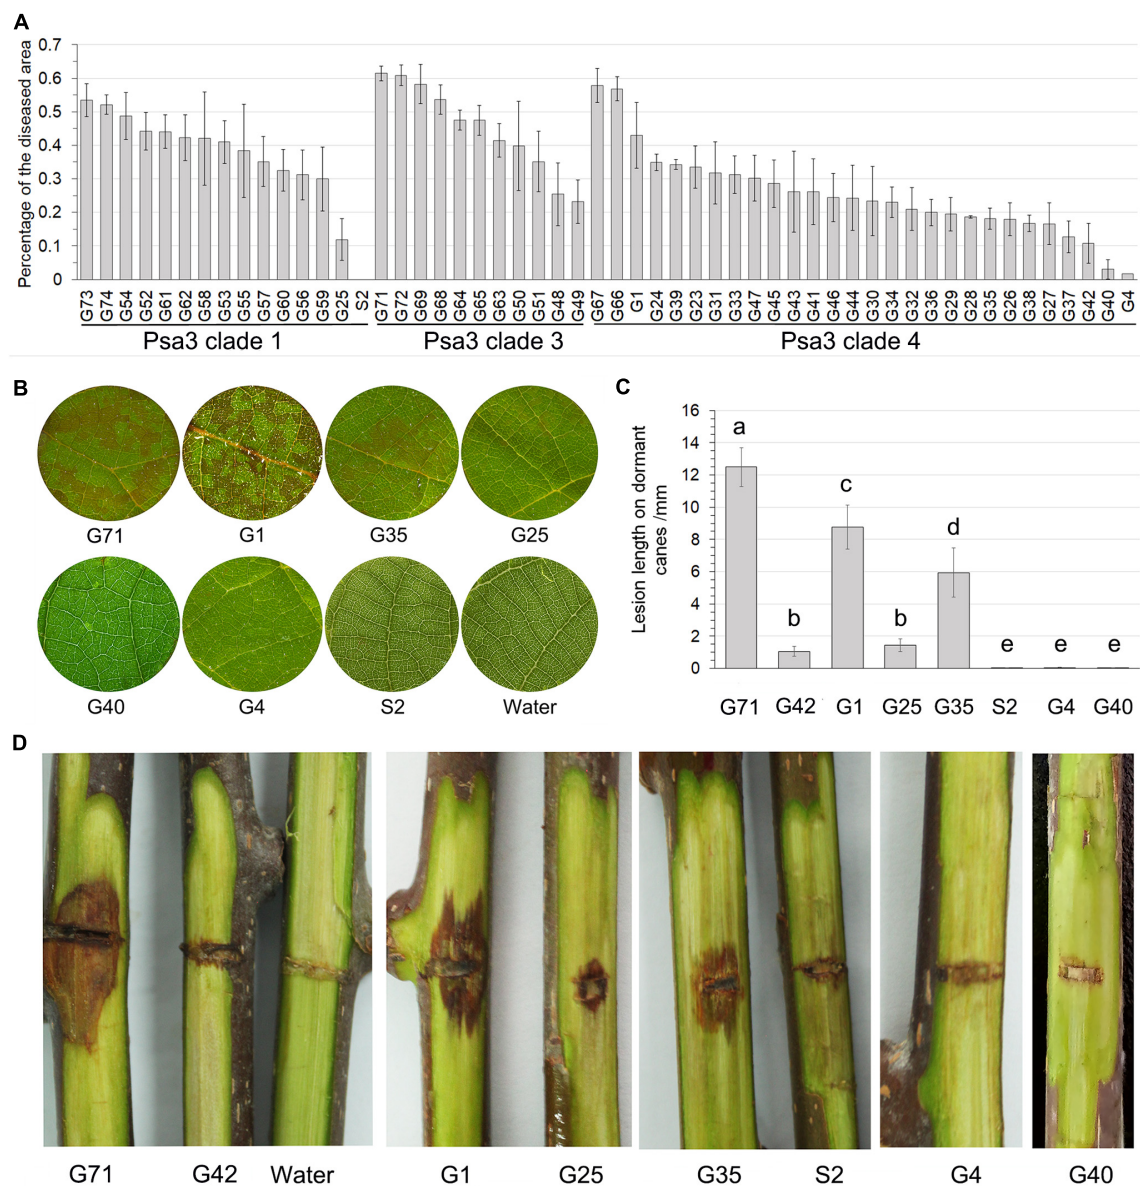 A
Percentage of the diseased area
0.7
0.6
0.5
0.4
0.3
0.2
0.1
0
G73 G74 G54 G52 G61 G62 G58 G53 G55 G57 G60 G56 G59 G25 S2 G71 G72 G69 G68 G64 G65 G63 G50 G51 G48 G49 G67 G66 G1 G24 G39 G23 G31 G33 G47 G45 G43 G41 G46 G44 G30 G34 G32 G36 G29 G28 G35 G26 G38 G27 G37 G42 G40 G4
Psa3 clade 1 Psa3 clade 3 Psa3 clade 4
B
G71 G1 G35 G25
G40 G4 S2 Water
C
Lesion length on dormant
canes /mm
16
14
12
10
8
6
4
2
0
a b c b d e e e
G71 G42 G1 G25 G35 S2 G4 G40
D
G71 G42 Water G1 G25 G35 S2 G4 G40